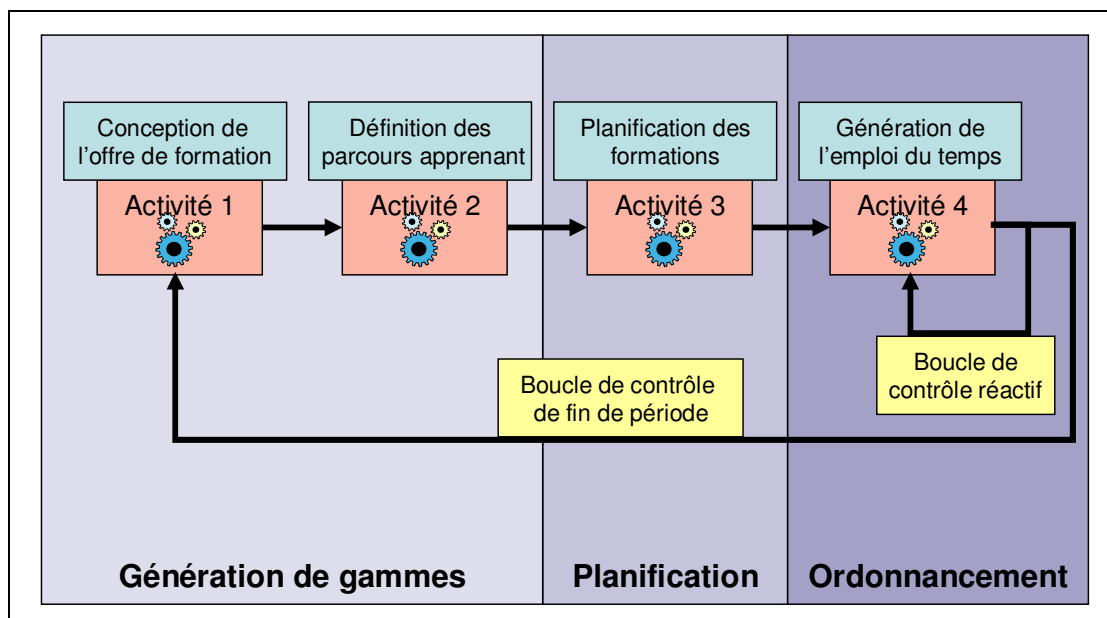 Conception de
l'offre de formation
Activité 1
Définition des
parcours apprenant
Activité 2
Planification des
formations
Activité 3
Génération de
l'emploi du temps
Activité 4
Boucle de
contrôle réactif
Boucle de contrôle
de fin de période
Génération de gammes
Planification
Ordonnancement